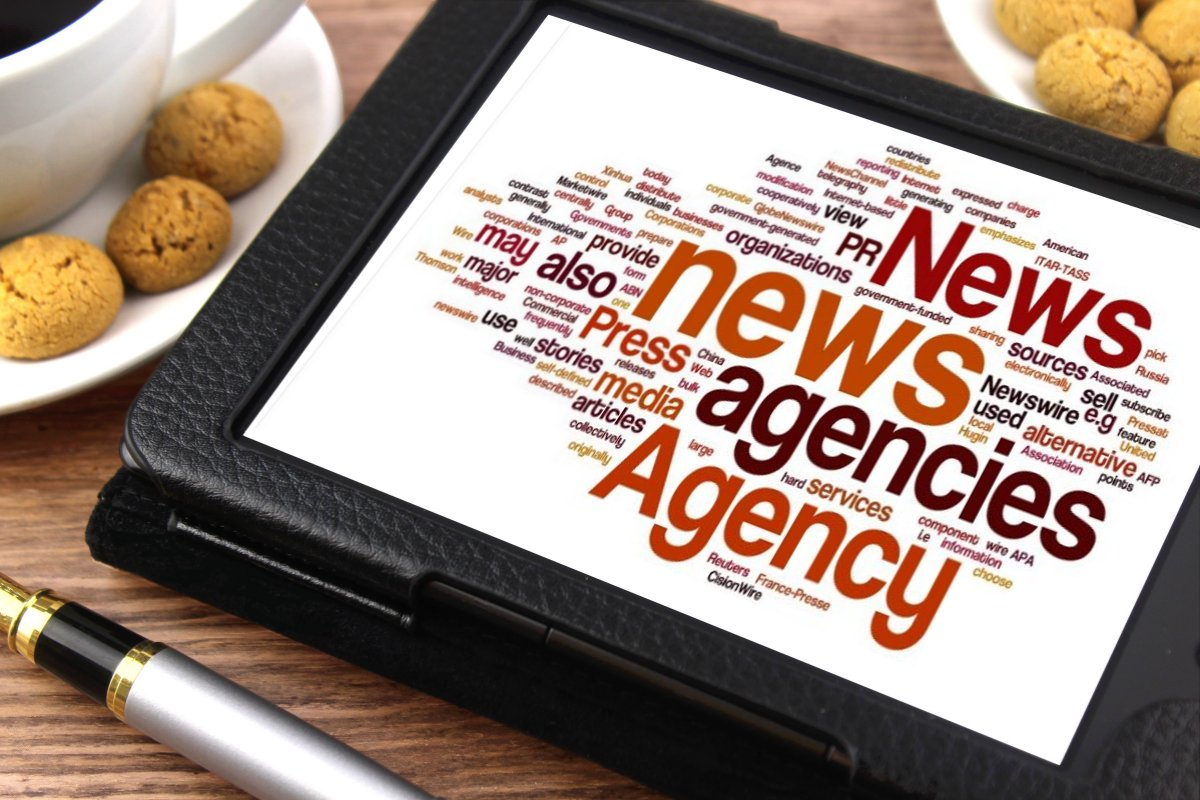 countries
redistribute
reporting Internet
Agence NewsChannel little generating expressed charge
modification telegraphy Internet-based companies
cooperatively view emphasizes American
Xinhua today
control distribute
Marketwire individuals corporate GlobeNewswire
contrast centrally Group businesses government-generated
analysts generally Governments Corporations
corporations International prepare organizations PR News
Wire may AP provide
ITAR-TASS
work major also form
Thomson ABN one news government-funded sharing
intelligence non-corporate
Commercial
newswire use frequently Press China sources pick
well stories Web electronically Associated Russia
Business releases bulk agencies Newswire sell subscribe
self-defined media used e.g Pressat
described articles local alternative feature
collectively Hugin United
originally large Association AFP
Agency hard services points
component wire APA
i.e information
choose
Reuters France-Presse
CisionWire